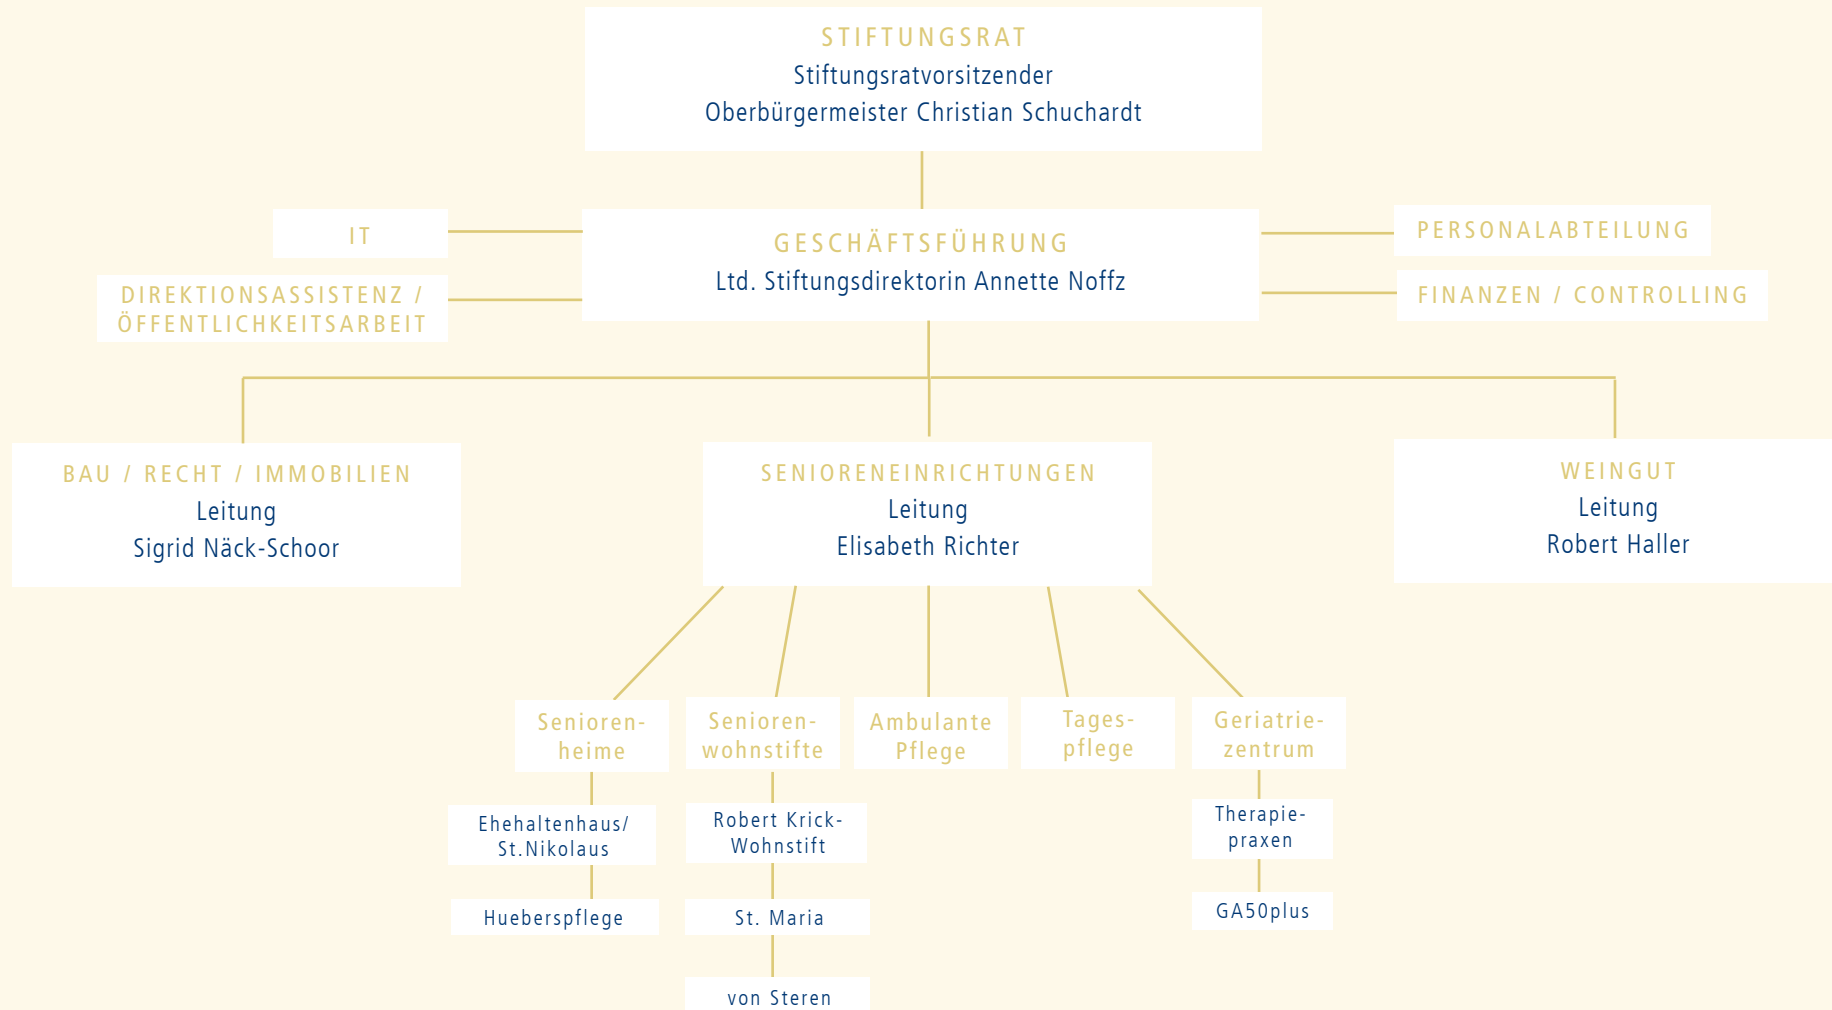 STIFTUNGSRAT
Stiftungsratvorsitzender
Oberbürgermeister Christian Schuchardt
IT
GESCHÄFTSFÜHRUNG
Ltd. Stiftungsdirektorin Annette Noffz
PERSONALABTEILUNG
DIREKTIONSASSISTENZ /
ÖFFENTLICHKEITSARBEIT
FINANZEN / CONTROLLING
BAU / RECHT / IMMOBILIEN
Leitung
Sigrid Näck-Schoor
SENIORENEINRICHTUNGEN
Leitung
Elisabeth Richter
WEINGUT
Leitung
Robert Haller
Senioren-
heime
Senioren-
wohnstifte
Ambulante
Pflege
Tages-
pflege
Geriatrie-
zentrum
Ehehaltenhaus/
St.Nikolaus
Hueberspflege
Robert Krick-
Wohnstift
St. Maria
von Steren
Therapie-
praxen
GA50plus